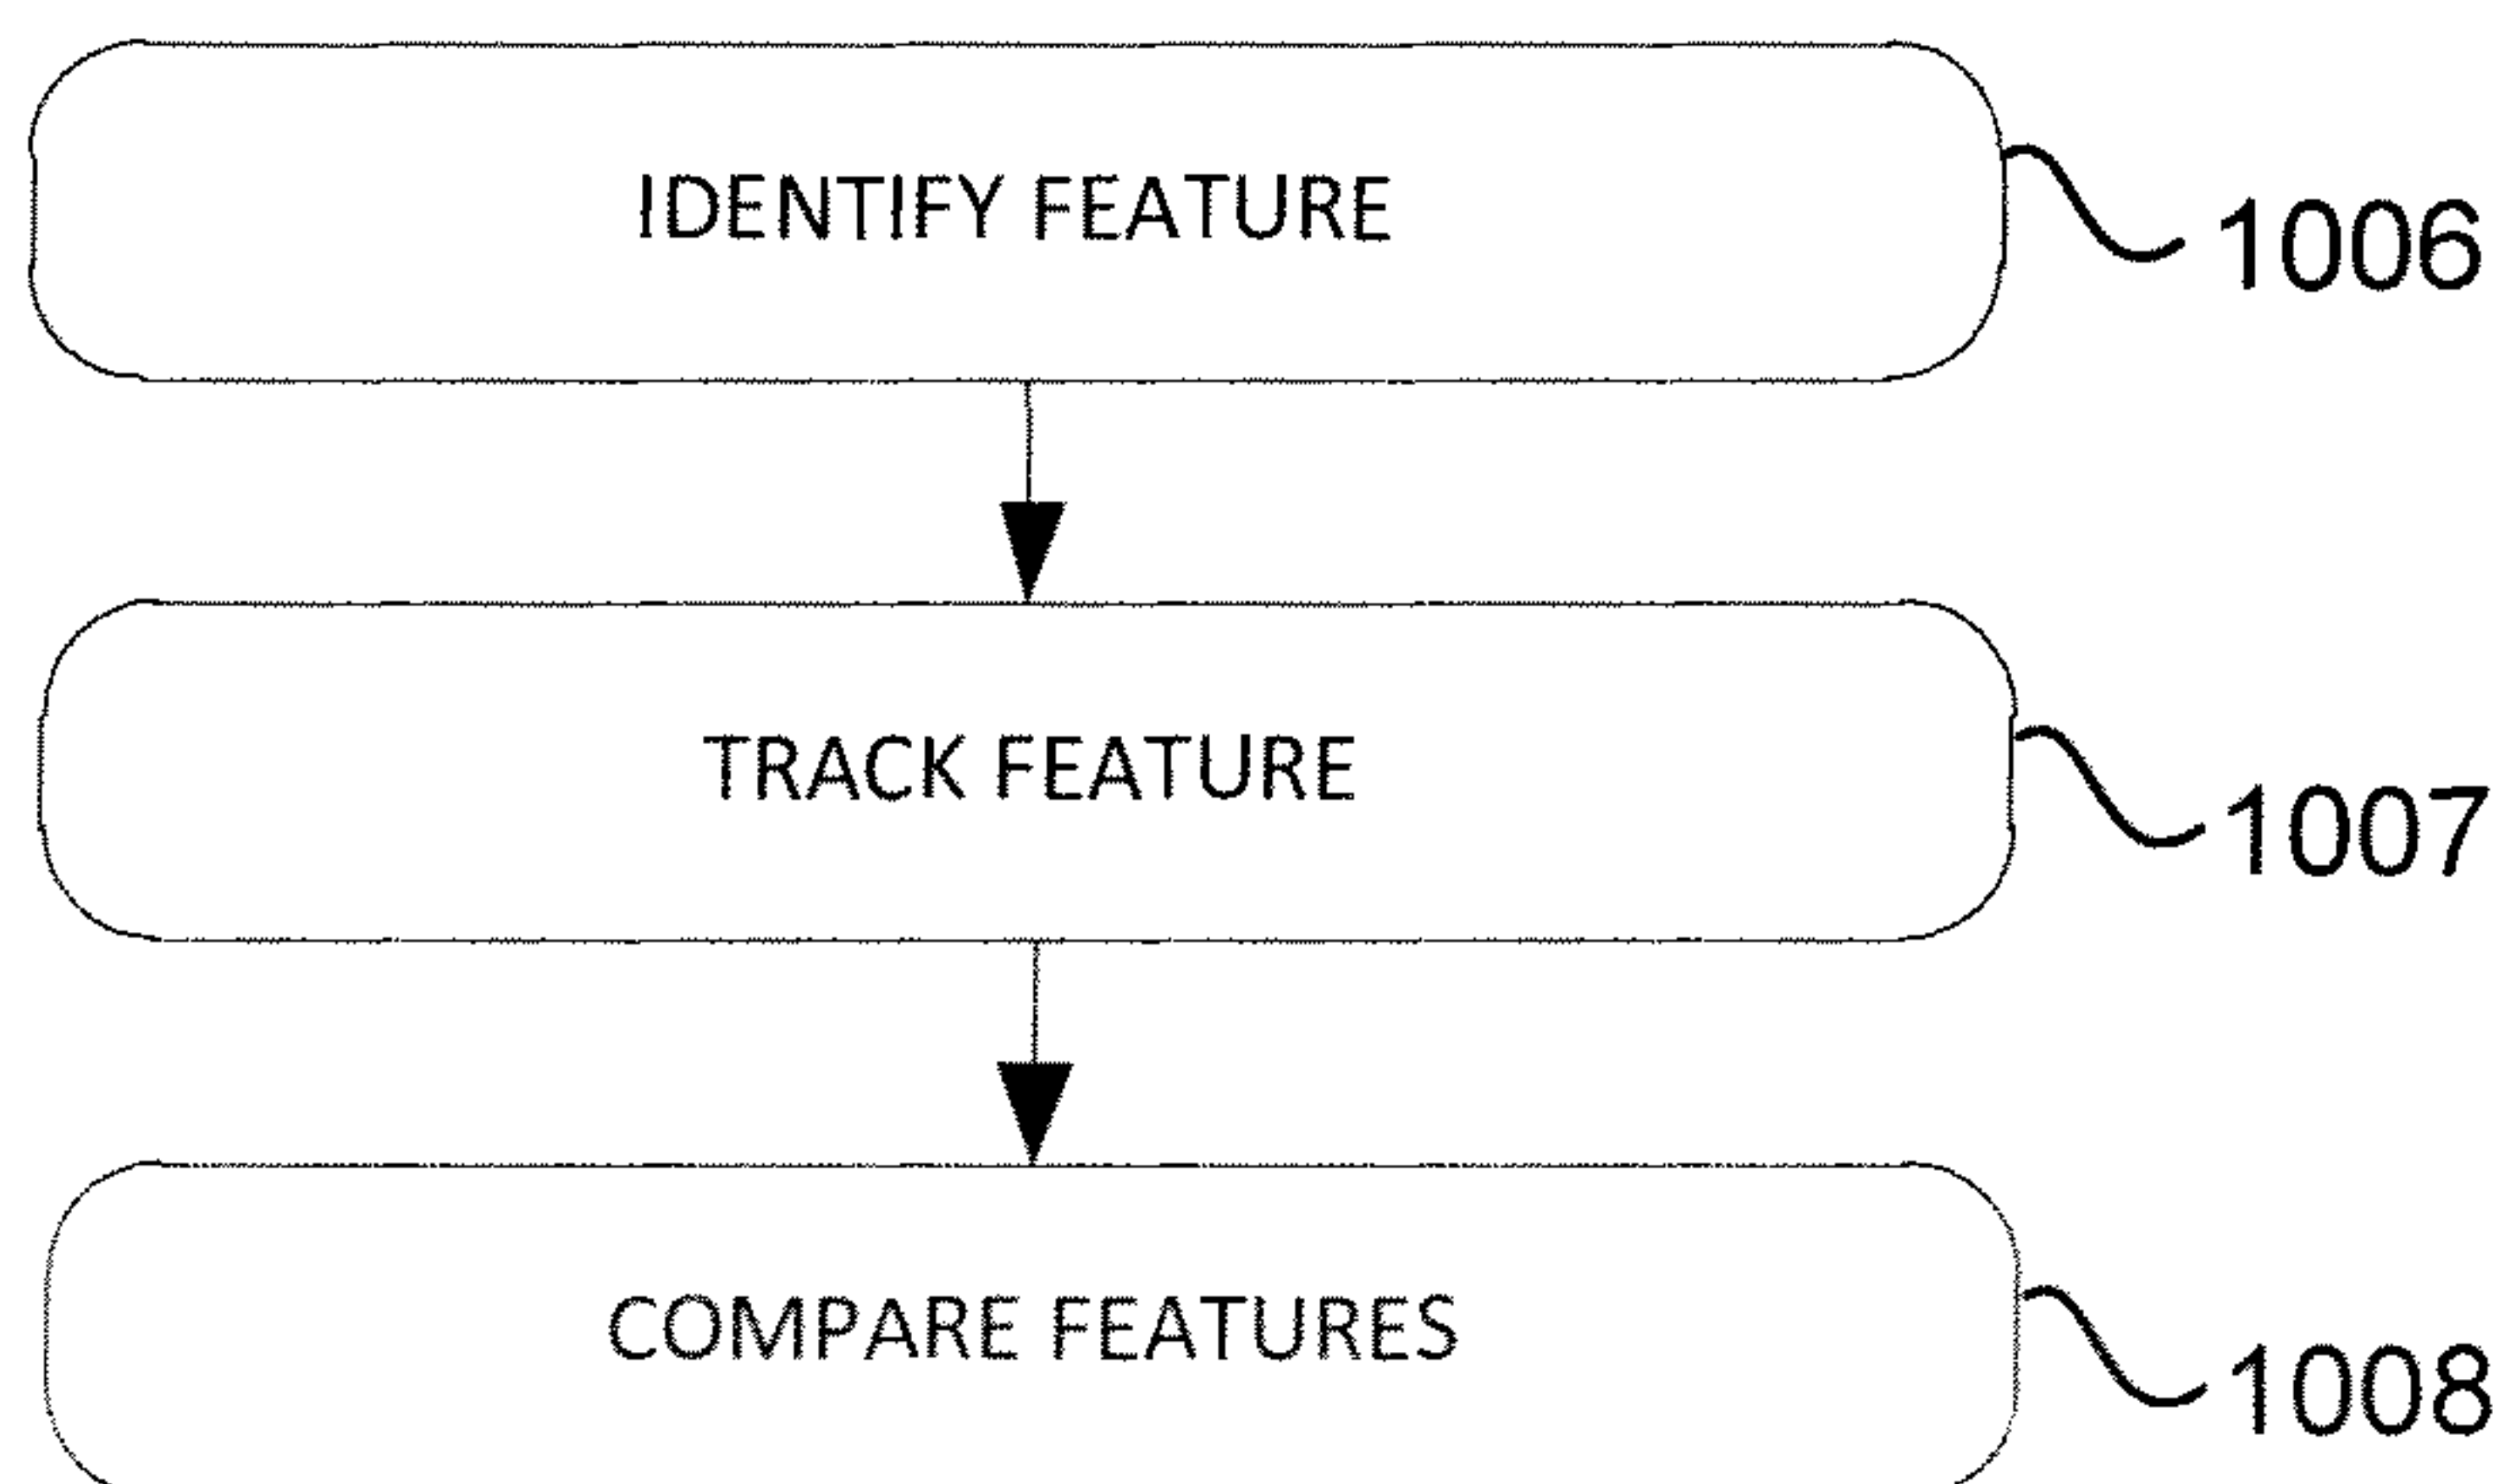 IDENTIFY FEATURE
1006
TRACK FEATURE
1007
COMPARE FEATURES
1008